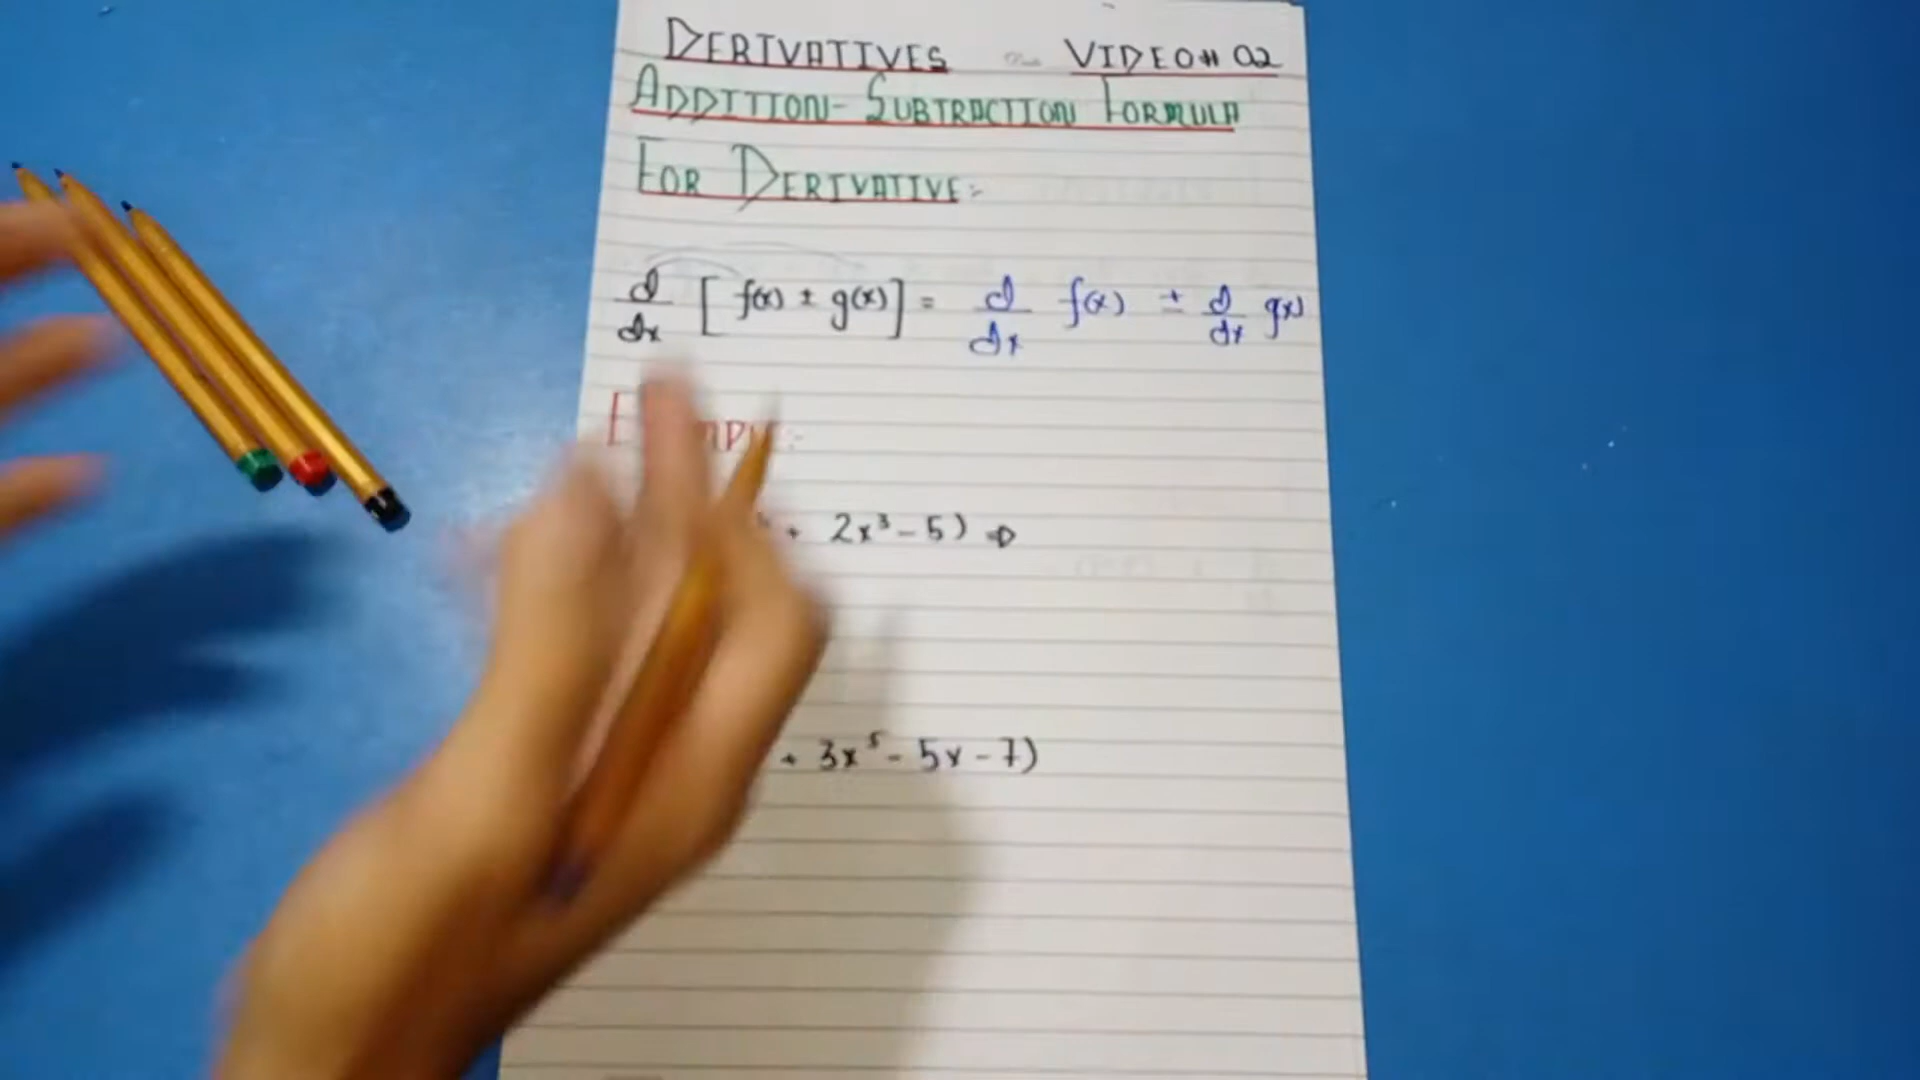 DERIVATIVES VIDEO# 02
ADDITION-SUBTRACTION FORMULA
FOR DERIVATIVE:-
d/dx [f(x) ± g(x)] = d/dx f(x) ± d/dx g(x)
+ 2x³ - 5) ⇒
+ 3x⁵ - 5x - 7)